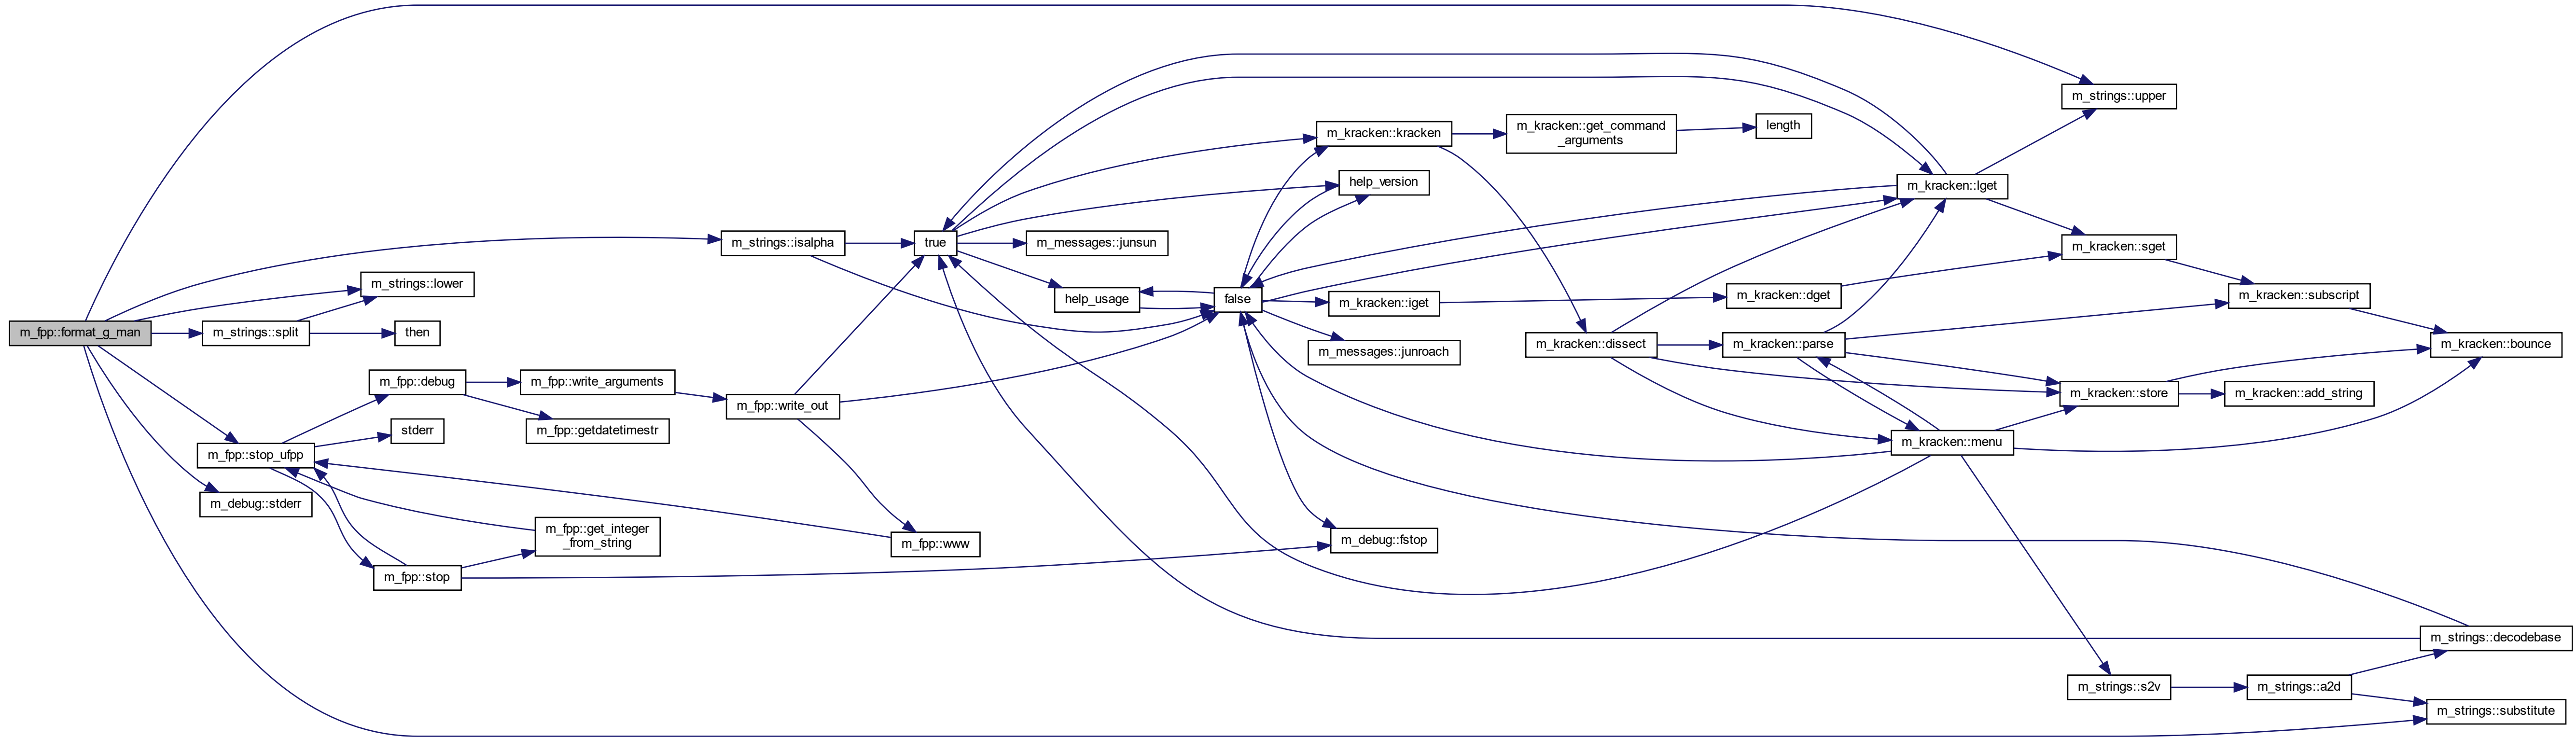 m_fpp::format_g_man
m_strings::lower
m_strings::split
then
m_fpp::stop_ufpp
m_debug::stderr
m_fpp::debug
stderr
m_fpp::stop
m_fpp::write_arguments
m_fpp::getdatetimestr
m_fpp::get_integer
_from_string
m_strings::isalpha
m_fpp::write_out
m_fpp::www
true
m_messages::junsun
help_usage
false
m_kracken::kracken
help_version
m_kracken::iget
m_messages::junroach
m_debug::fstop
m_kracken::get_command
_arguments
length
m_kracken::dissect
m_kracken::dget
m_kracken::parse
m_kracken::lget
m_kracken::menu
m_strings::upper
m_kracken::sget
m_kracken::store
m_strings::s2v
m_kracken::subscript
m_kracken::add_string
m_strings::a2d
m_kracken::bounce
m_strings::decodebase
m_strings::substitute